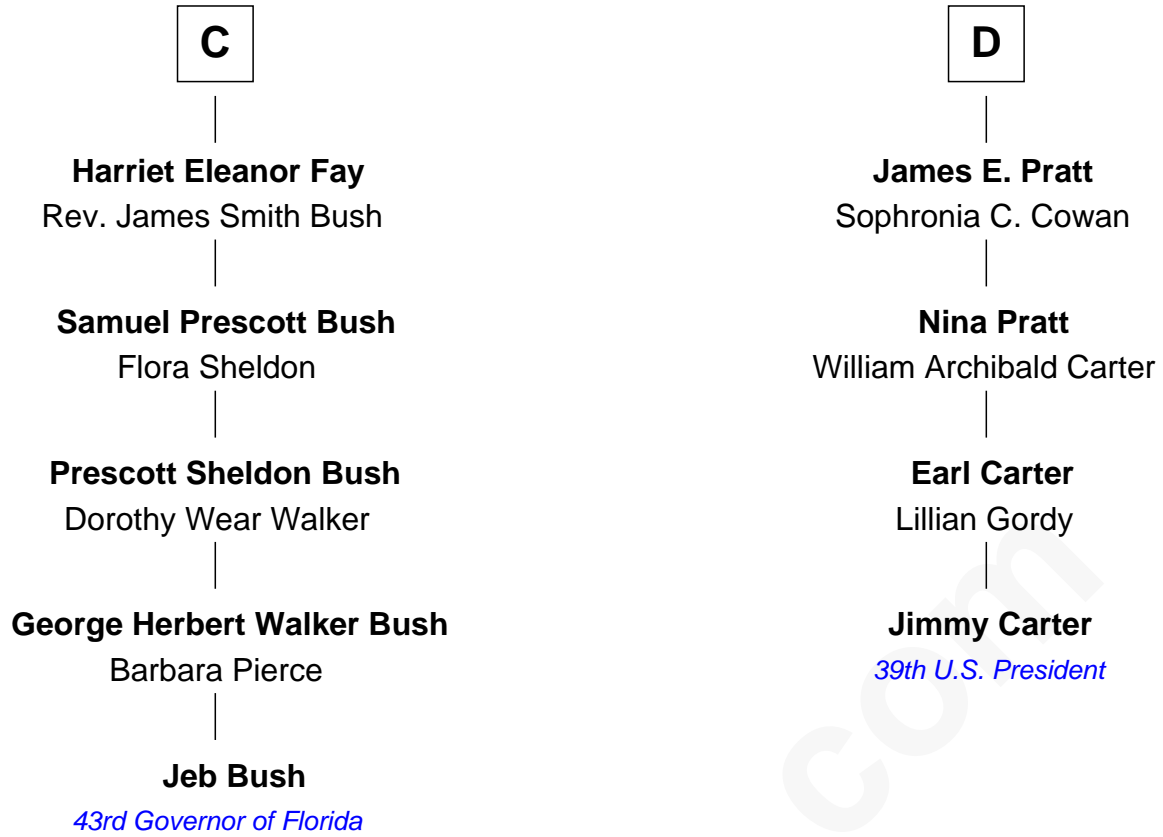 C
Harriet Eleanor Fay
Rev. James Smith Bush
Samuel Prescott Bush
Flora Sheldon
Prescott Sheldon Bush
Dorothy Wear Walker
George Herbert Walker Bush
Barbara Pierce
Jeb Bush
43rd Governor of Florida
D
James E. Pratt
Sophronia C. Cowan
Nina Pratt
William Archibald Carter
Earl Carter
Lillian Gordy
Jimmy Carter
39th U.S. President
com